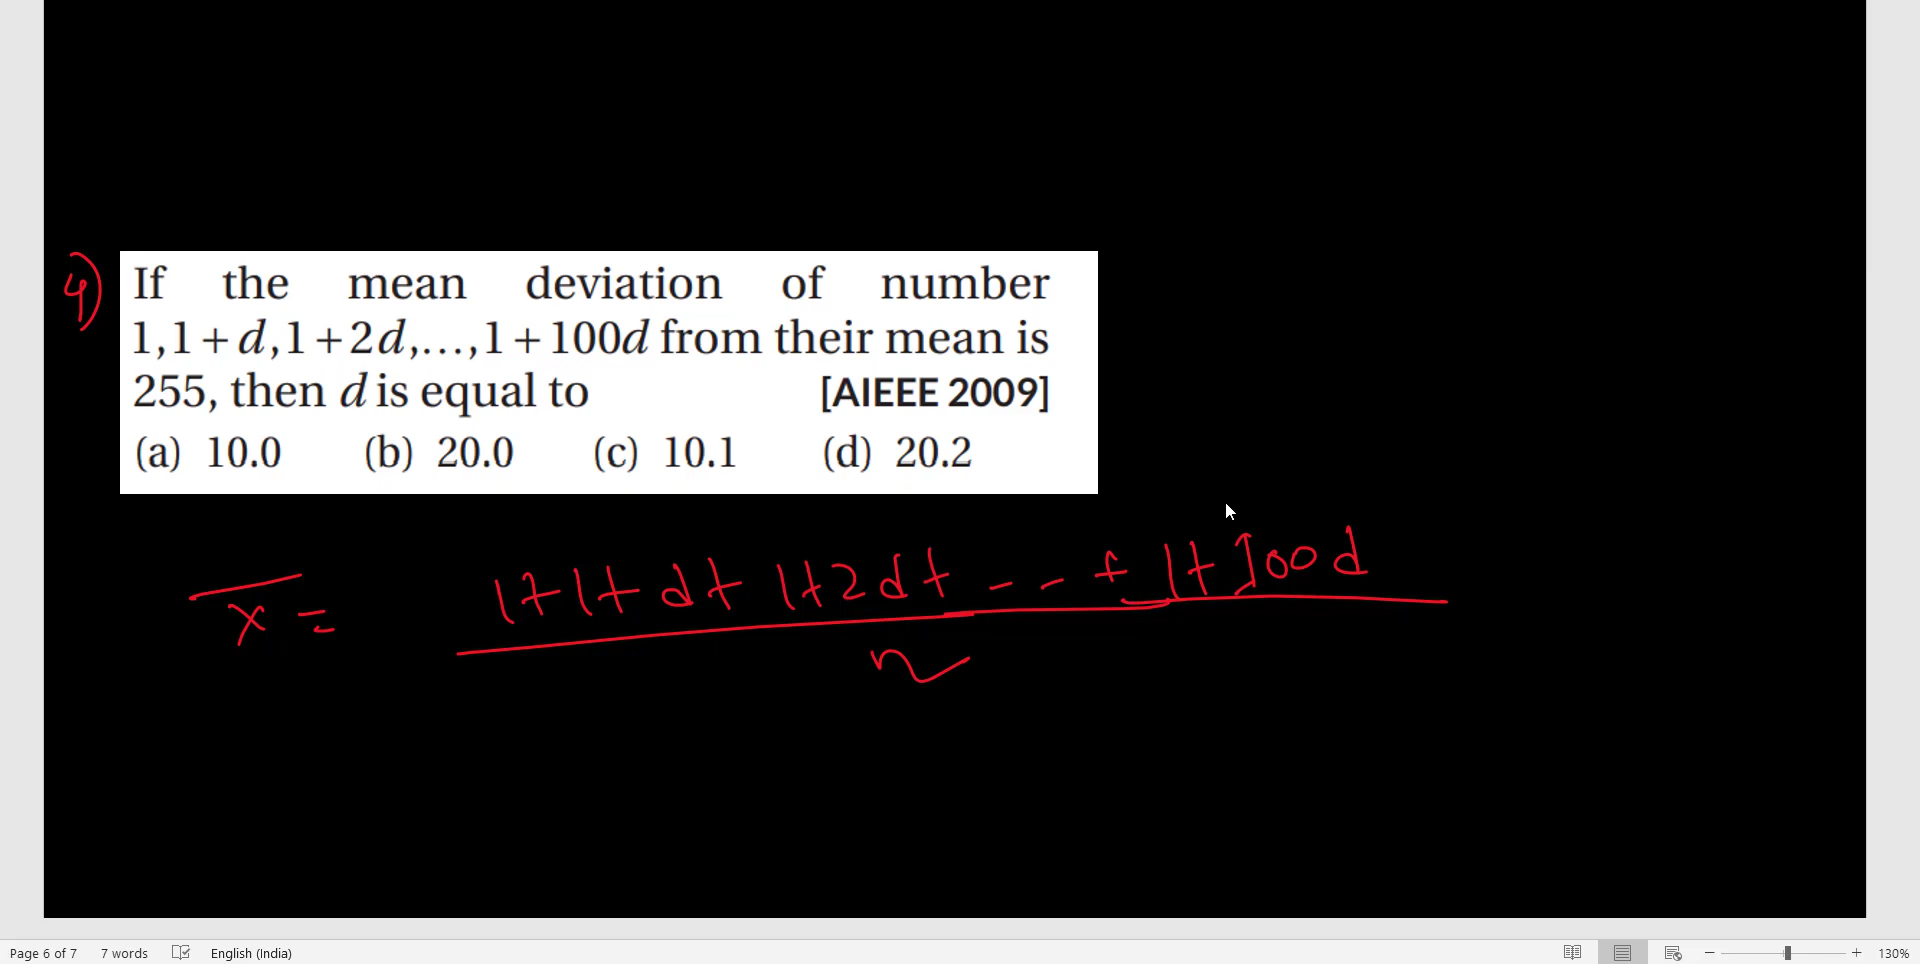 4)
If the mean deviation of number
1,1+d,1+2d,...,1+100d from their mean is
255, then d is equal to [AIEEE 2009]
(a) 10.0 (b) 20.0 (c) 10.1 (d) 20.2
x̄ = 1+1+d+1+2d+--+1+100d
n
Page 6 of 7 7 words English (India) 130%